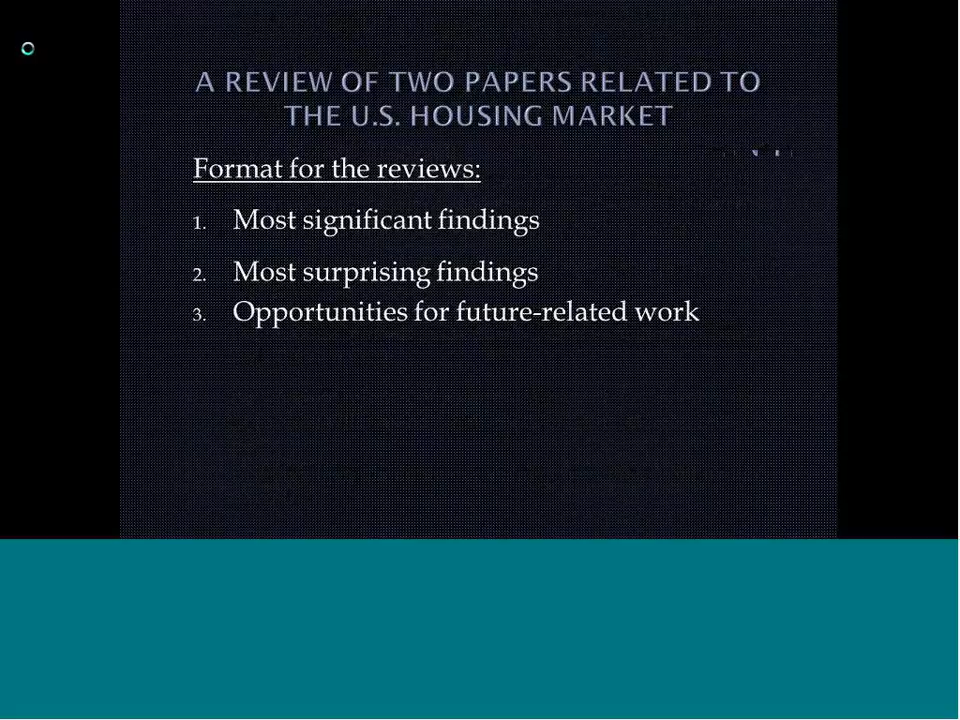 A REVIEW OF TWO PAPERS RELATED TO
THE U.S. HOUSING MARKET
Format for the reviews:
1. Most significant findings
2. Most surprising findings
3. Opportunities for future-related work